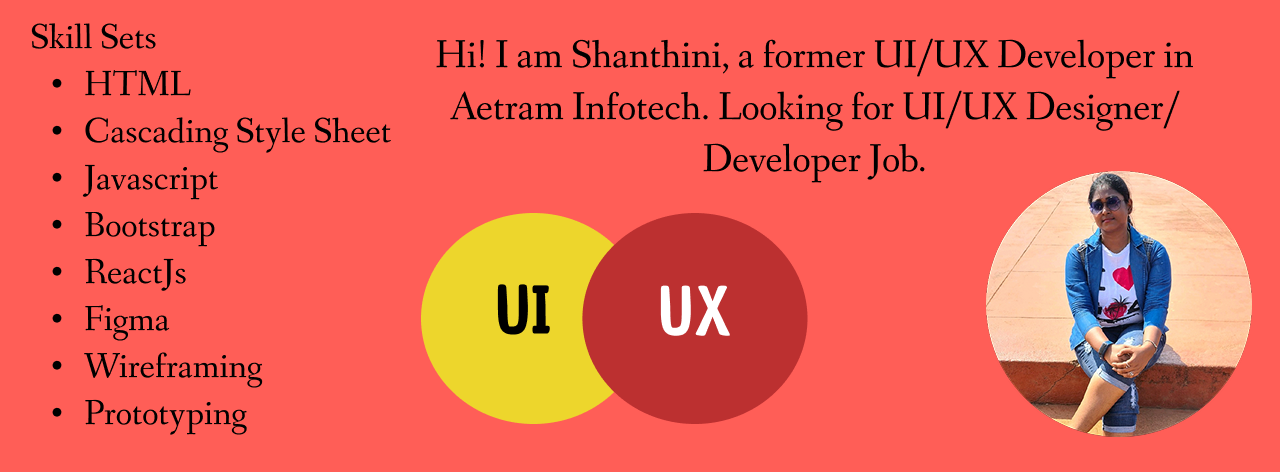 Skill Sets
• HTML
• Cascading Style Sheet
• Javascript
• Bootstrap
• ReactJs
• Figma
• Wireframing
• Prototyping
Hi! I am Shanthini, a former UI/UX Developer in
Aetram Infotech. Looking for UI/UX Designer/
Developer Job.
UI
UX
I